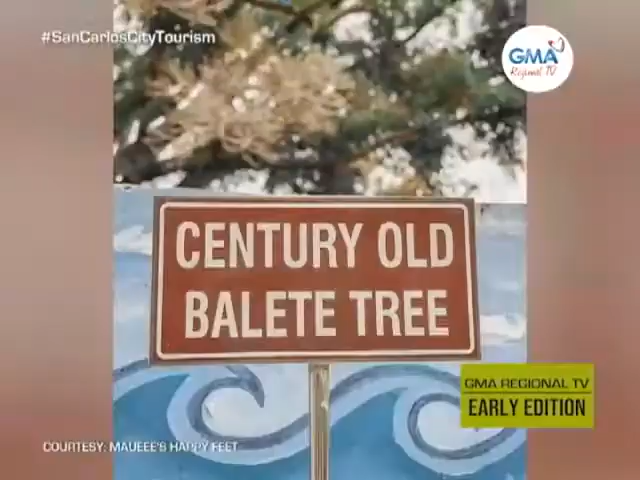 #SanCarlosCityTourism
GMA
Regional TV
CENTURY OLD
BALETE TREE
GMA REGIONAL TV
EARLY EDITION
COURTESY: MAUEEE'S HAPPY FEET